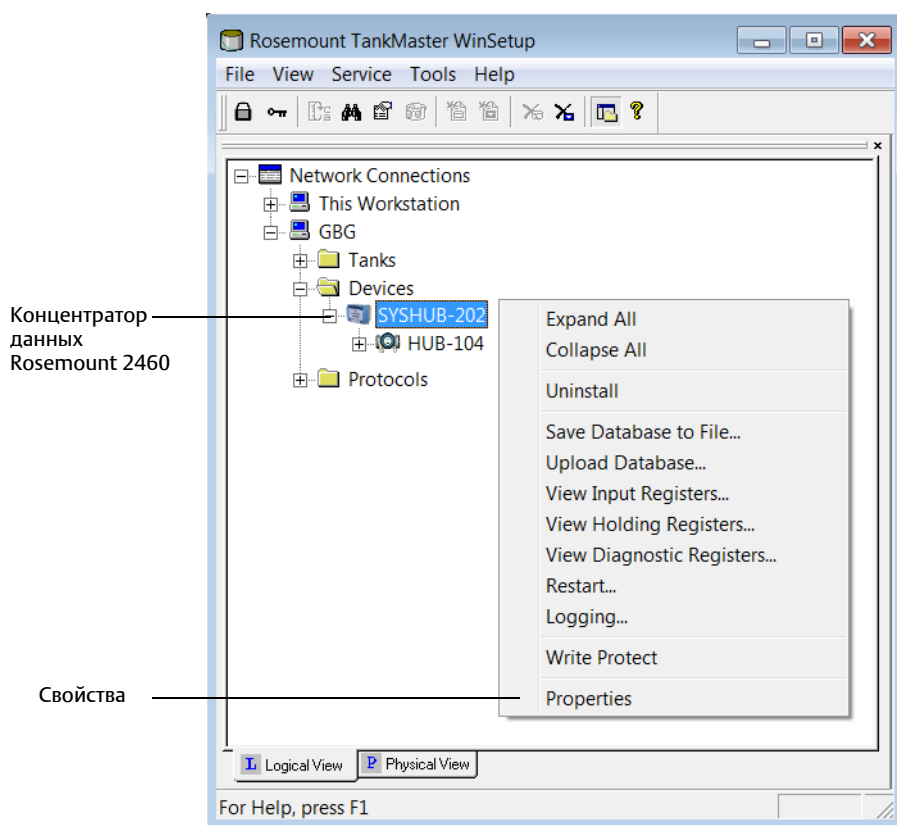 Rosemount TankMaster WinSetup
File View Service Tools Help
Network Connections
This Workstation
GBG
Tanks
Devices
SYSHUB-202
HUB-104
Protocols
Концентратор
данных
Rosemount 2460
Expand All
Collapse All
Uninstall
Save Database to File...
Upload Database...
View Input Registers...
View Holding Registers...
View Diagnostic Registers...
Restart...
Logging...
Write Protect
Свойства
Properties
L Logical View P Physical View
For Help, press F1